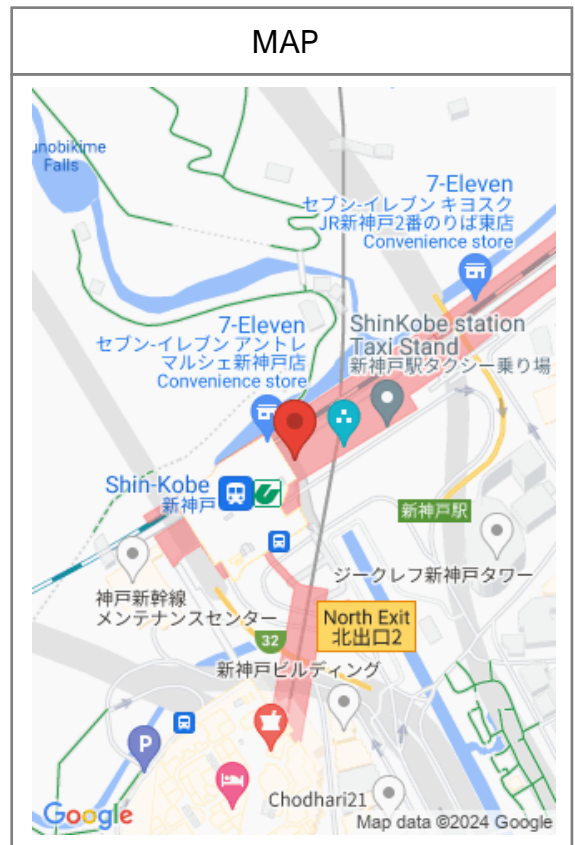 MAP
unobikime
Falls
7-Eleven
セブン-イレブン キヨスク
JR新神戸2番のりば東店
Convenience store
7-Eleven
セブン-イレブン アントレ
マルシェ新神戸店
Convenience store
ShinKobe station
Taxi Stand
新神戸駅タクシー乗り場
Shin-Kobe
新神戸
新神戸駅
ジークレフ新神戸タワー
神戸新幹線
メンテナンスセンター
North Exit
北出口2
32
新神戸ビルディング
P
Chodhari21
Google
Map data ©2024 Google